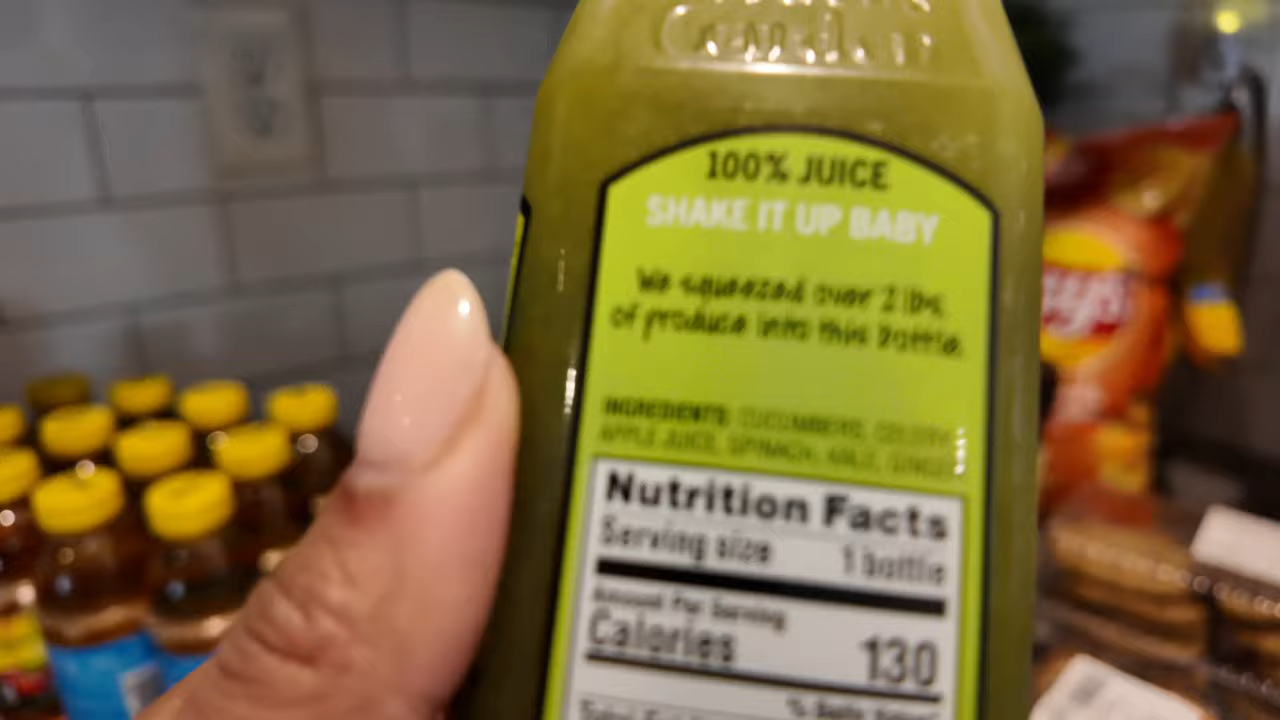 100% JUICE
SHAKE IT UP BABY
We squeezed over 2 lbs.
of produce into this bottle.
INGREDIENTS: CUCUMBERS, CELERY,
APPLE JUICE, SPINACH, KALE, GINGER
Nutrition Facts
Serving size 1 bottle
Amount Per Serving
Calories 130
% Daily Value